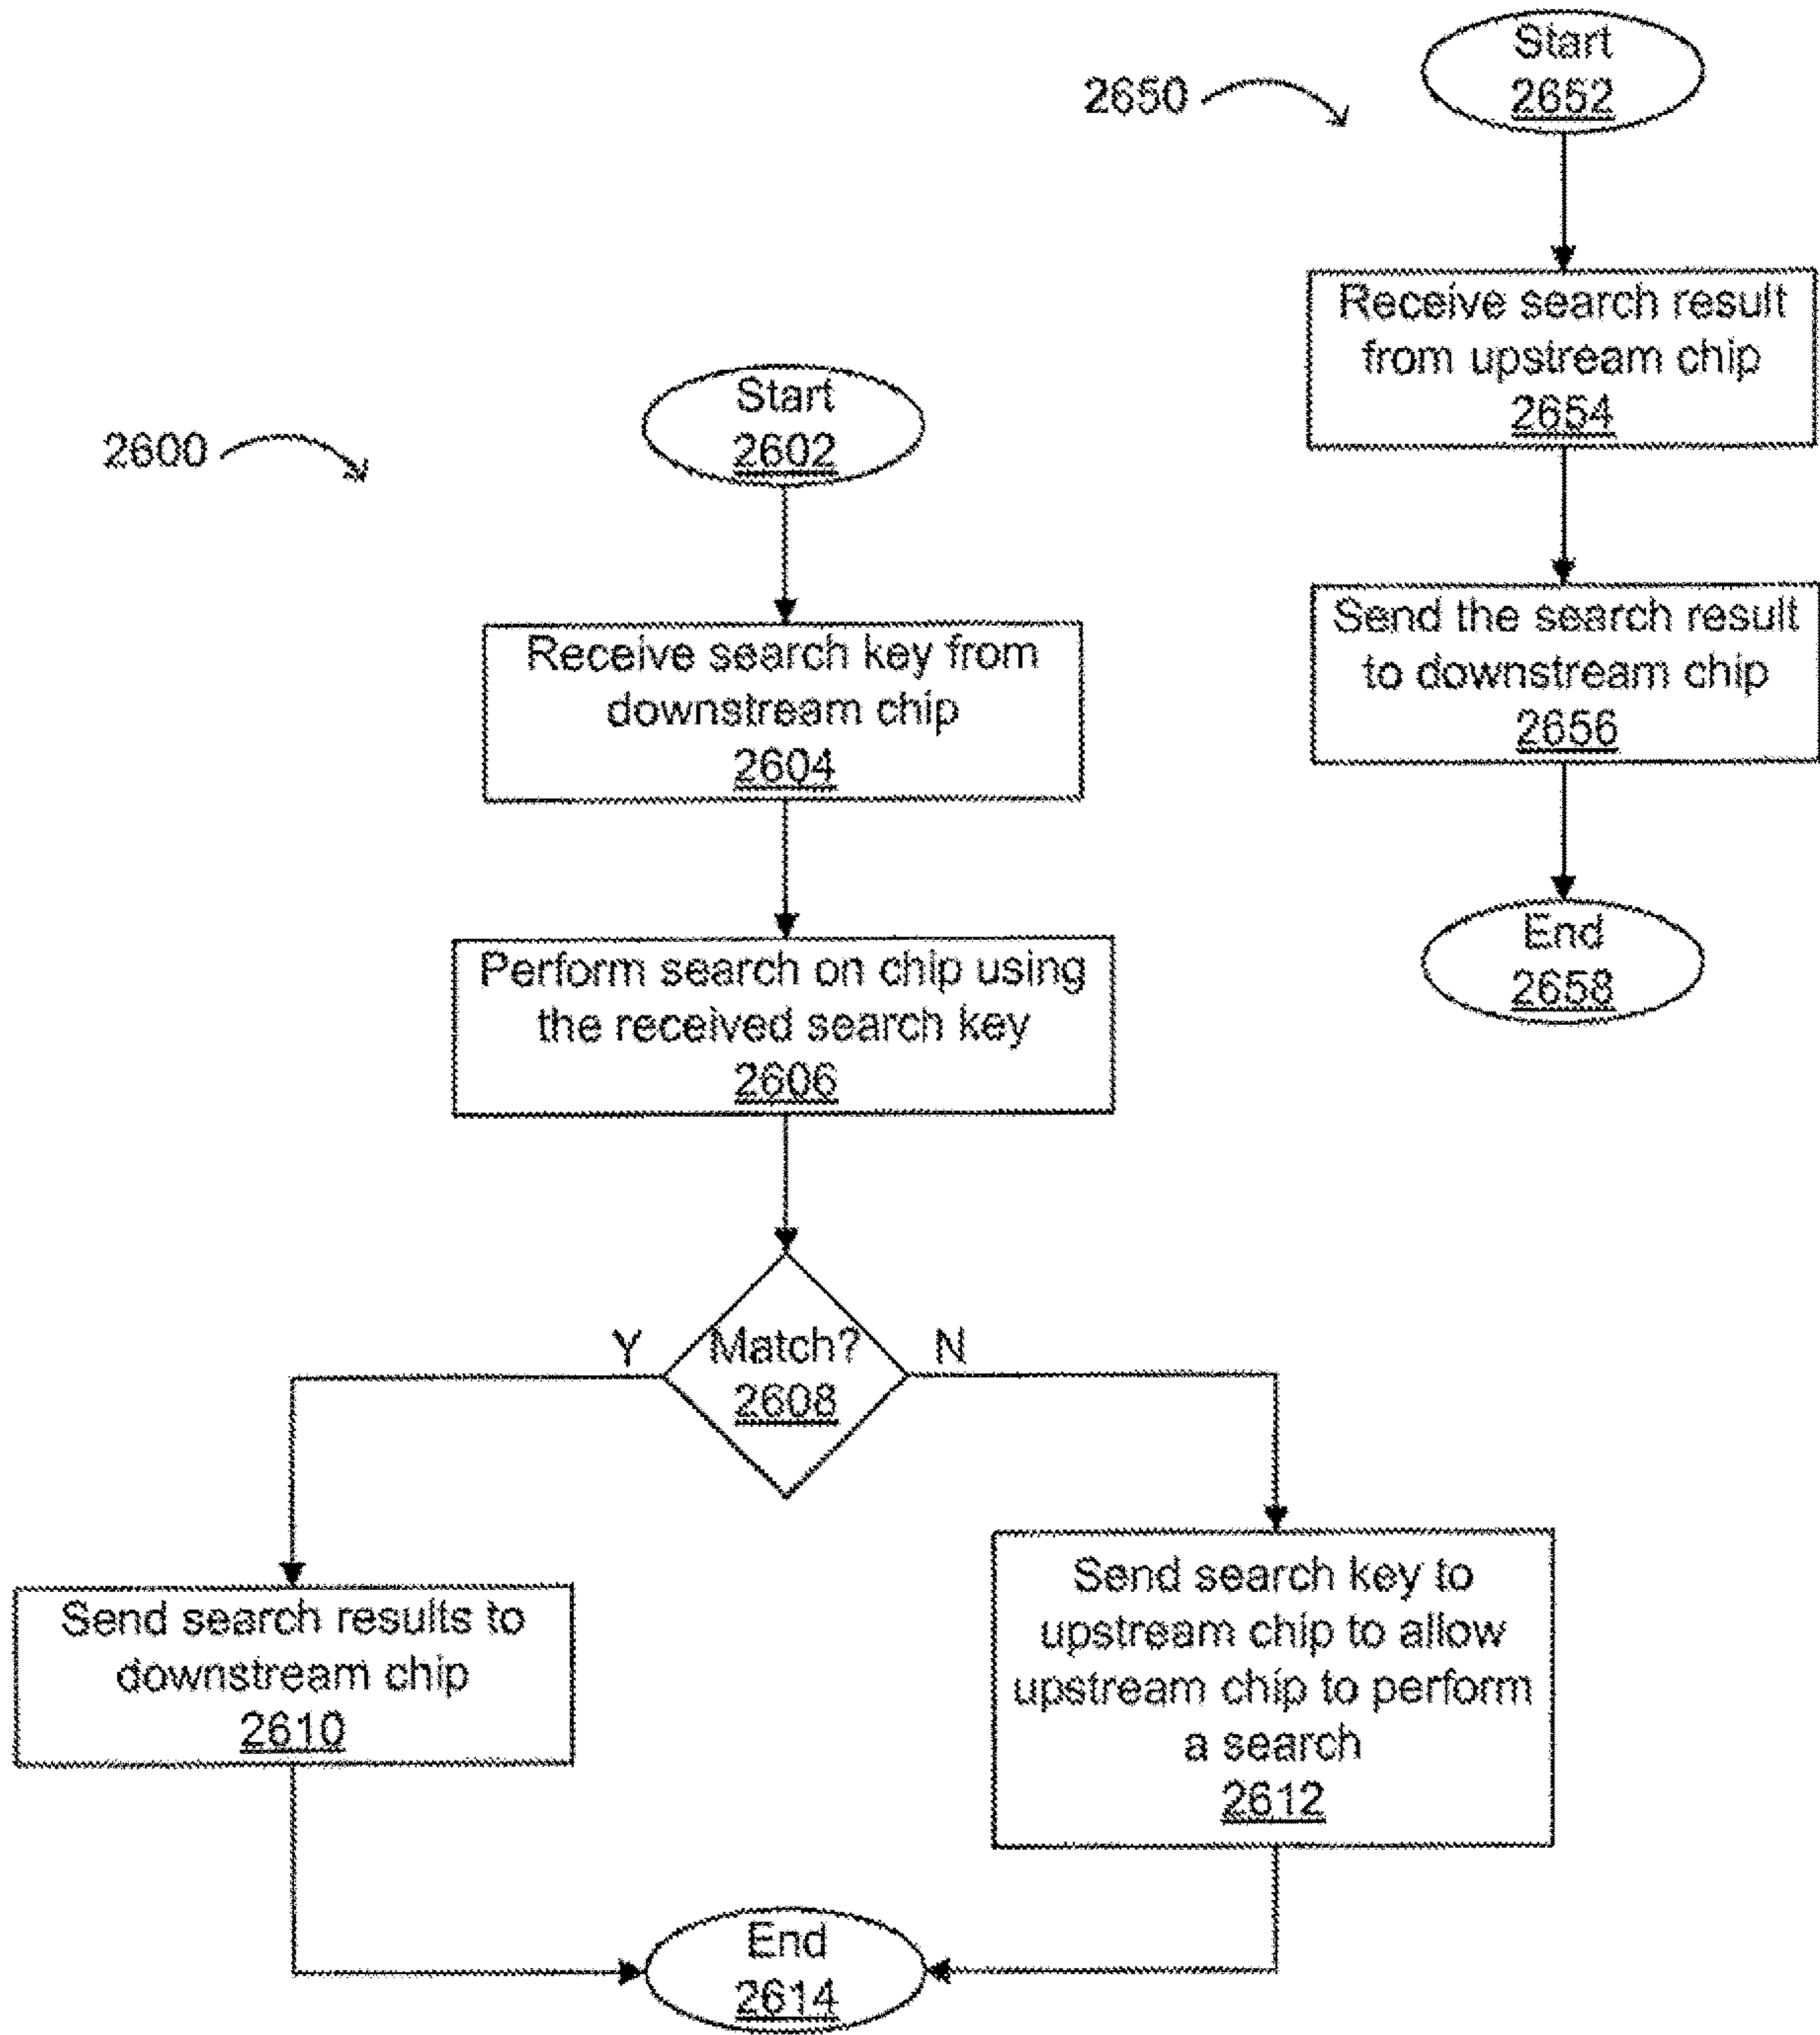 2600
Start
2602
Receive search key from
downstream chip
2604
Perform search on chip using
the received search key
2606
Match?
2608
Y
N
Send search results to
downstream chip
2610
Send search key to
upstream chip to allow
upstream chip to perform
a search
2612
End
2614
2650
Start
2652
Receive search result
from upstream chip
2654
Send the search result
to downstream chip
2656
End
2658